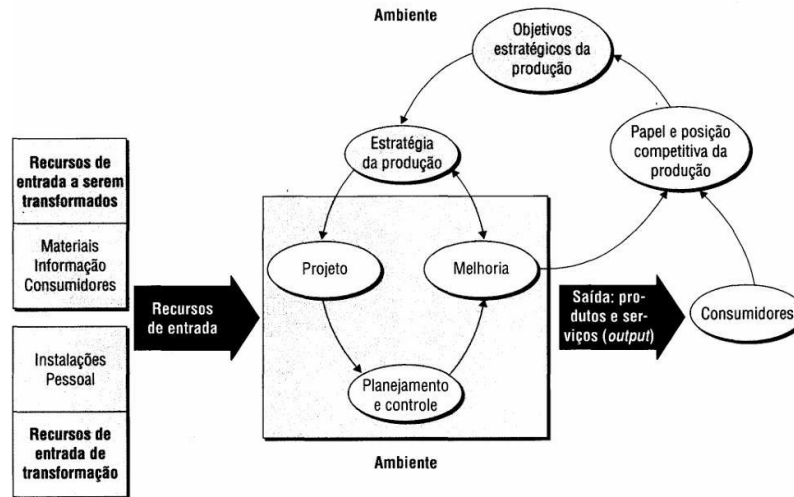 Ambiente
Objetivos
estratégicos da
produção
Estratégia
da produção
Papel e posição
competitiva da
produção
Recursos de
entrada a serem
transformados
Materiais
Informação
Consumidores
Instalações
Pessoal
Recursos de
entrada de
transformação
Recursos
de entrada
Projeto
Melhoria
Planejamento
e controle
Saída: pro-
dutos e ser-
viços (output)
Consumidores
Ambiente